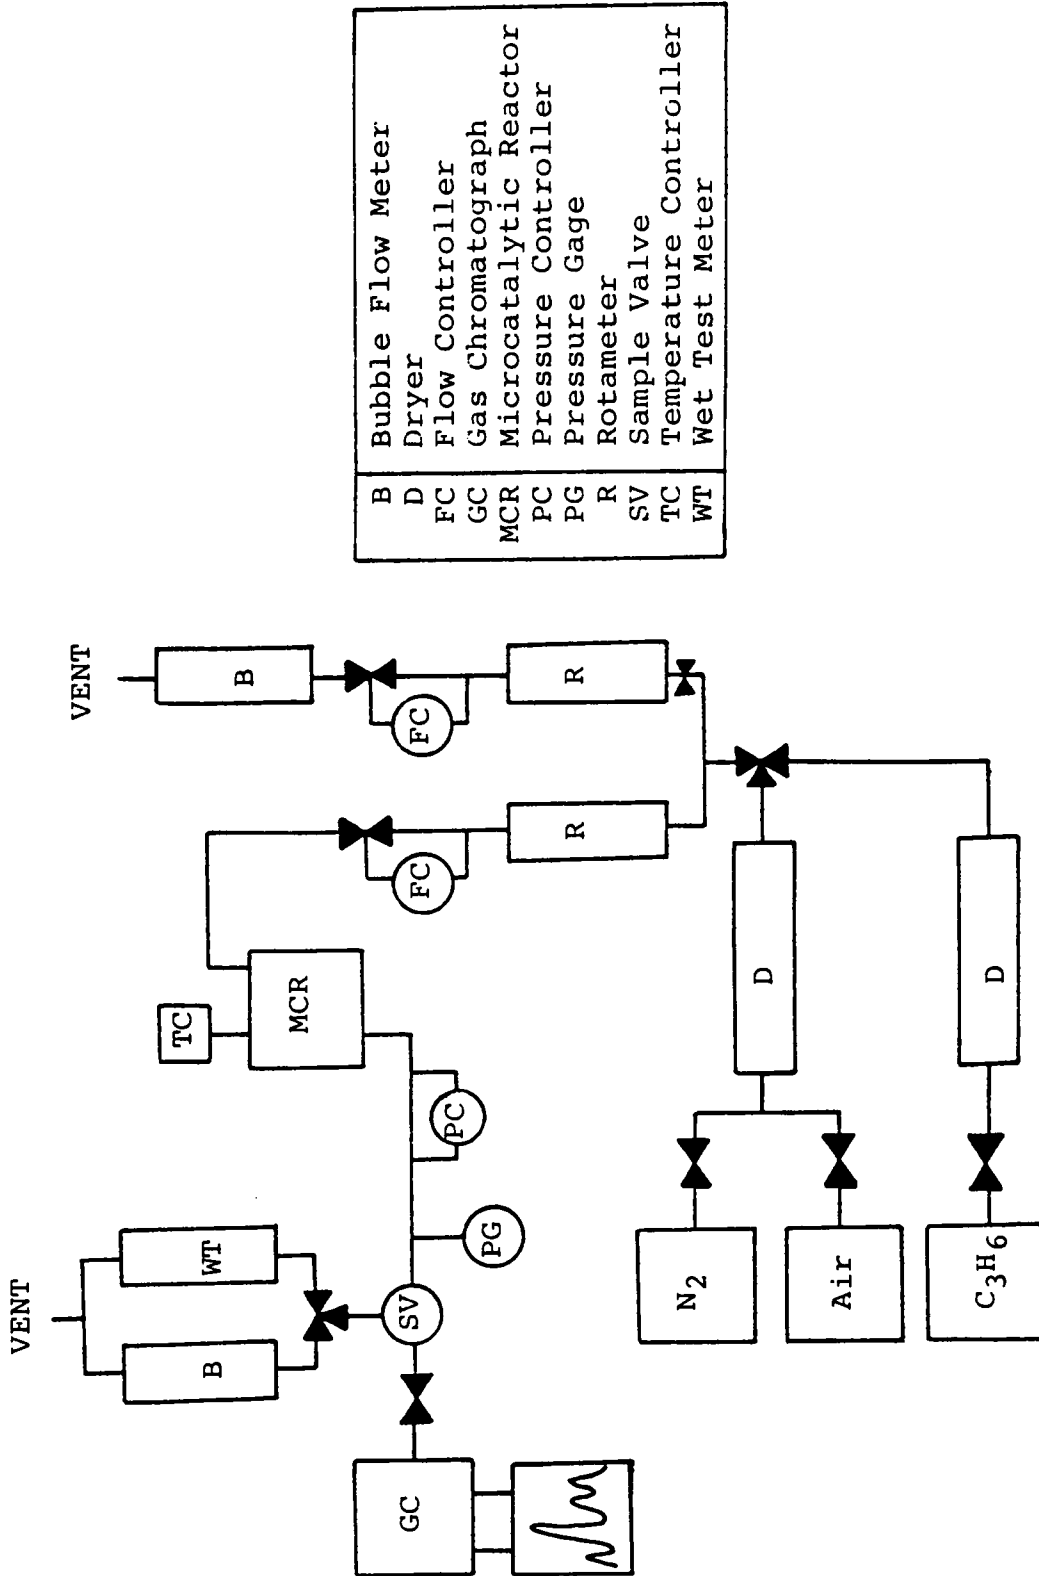 VENT
WT
B
SV
PG
PC
GC
TC
MCR
FC
R
VENT
B
FC
R
D
D
N2
Air
C3H6
B Bubble Flow Meter
D Dryer
FC Flow Controller
GC Gas Chromatograph
MCR Microcatalytic Reactor
PC Pressure Controller
PG Pressure Gage
R Rotameter
SV Sample Valve
TC Temperature Controller
WT Wet Test Meter